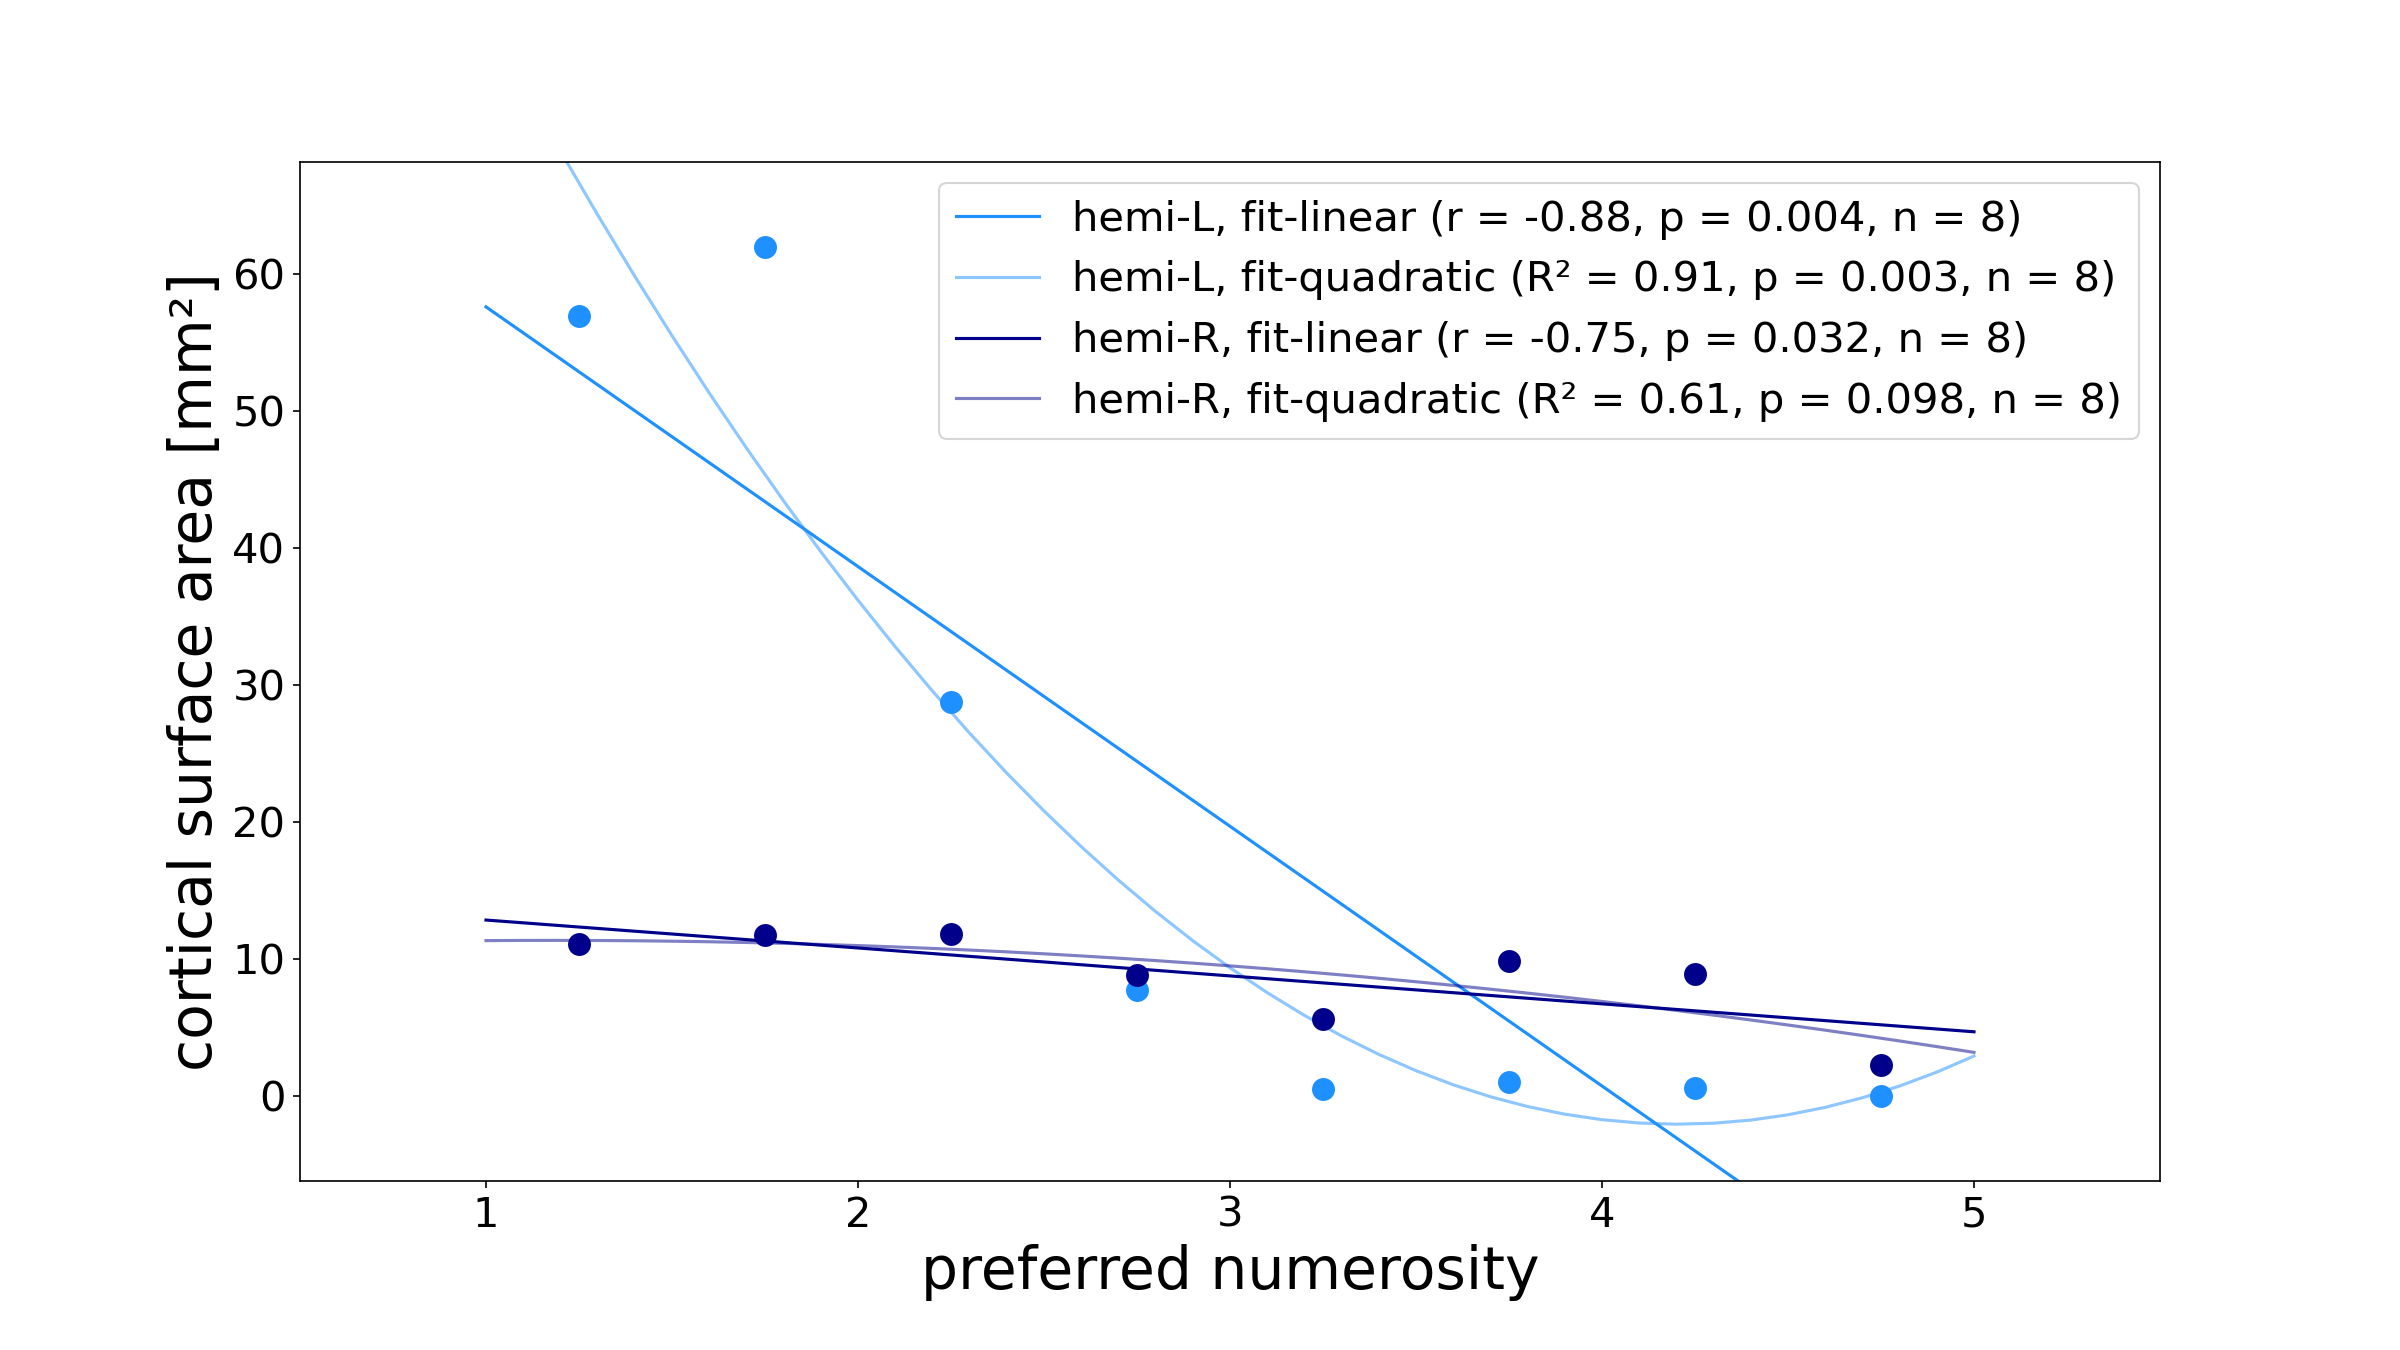 hemi-L, fit-linear (r = -0.88, p = 0.004, n = 8)
hemi-L, fit-quadratic (R² = 0.91, p = 0.003, n = 8)
hemi-R, fit-linear (r = -0.75, p = 0.032, n = 8)
hemi-R, fit-quadratic (R² = 0.61, p = 0.098, n = 8)
cortical surface area [mm²]
60
50
40
30
20
10
0
1 2 3 4 5
preferred numerosity